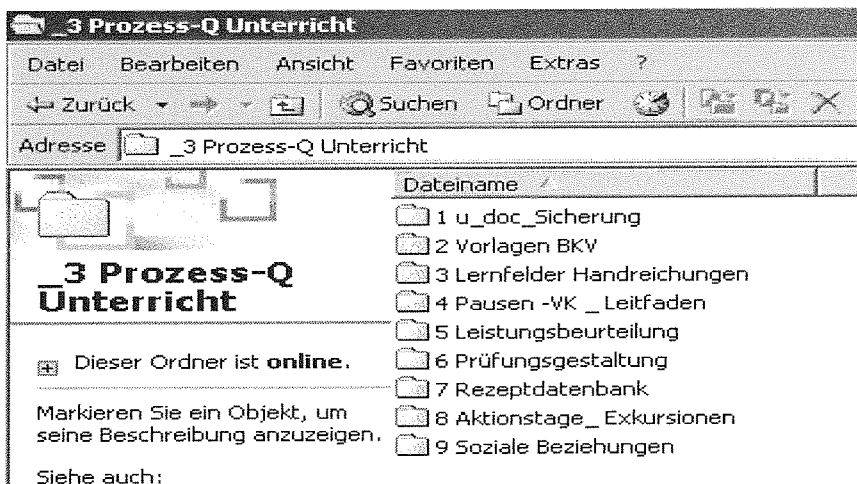 _3 Prozess-Q Unterricht
Datei Bearbeiten Ansicht Favoriten Extras ?
Zurück Suchen Ordner
Adresse _3 Prozess-Q Unterricht
_3 Prozess-Q
Unterricht
Dieser Ordner ist online.
Markieren Sie ein Objekt, um
seine Beschreibung anzuzeigen.
Siehe auch:
Dateiname
1 u_doc_Sicherung
2 Vorlagen BKV
3 Lernfelder Handreichungen
4 Pausen -VK _ Leitfaden
5 Leistungsbeurteilung
6 Prüfungsgestaltung
7 Rezeptdatenbank
8 Aktionstage_ Exkursionen
9 Soziale Beziehungen